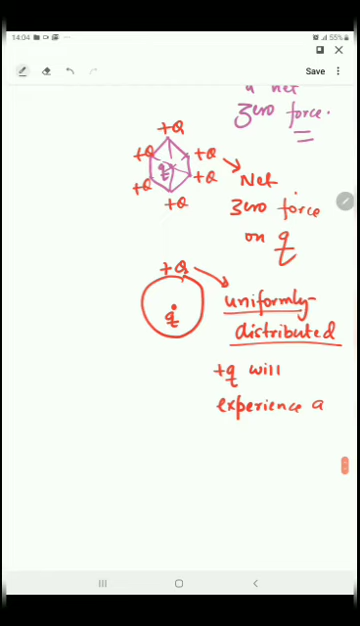 14:04
55%
Save
a net
zero force.
+Q
+Q
+Q
+Q
+Q
+Q
q
Net
zero force
on q
+Q
q
uniformly
distributed
+q will
experience a